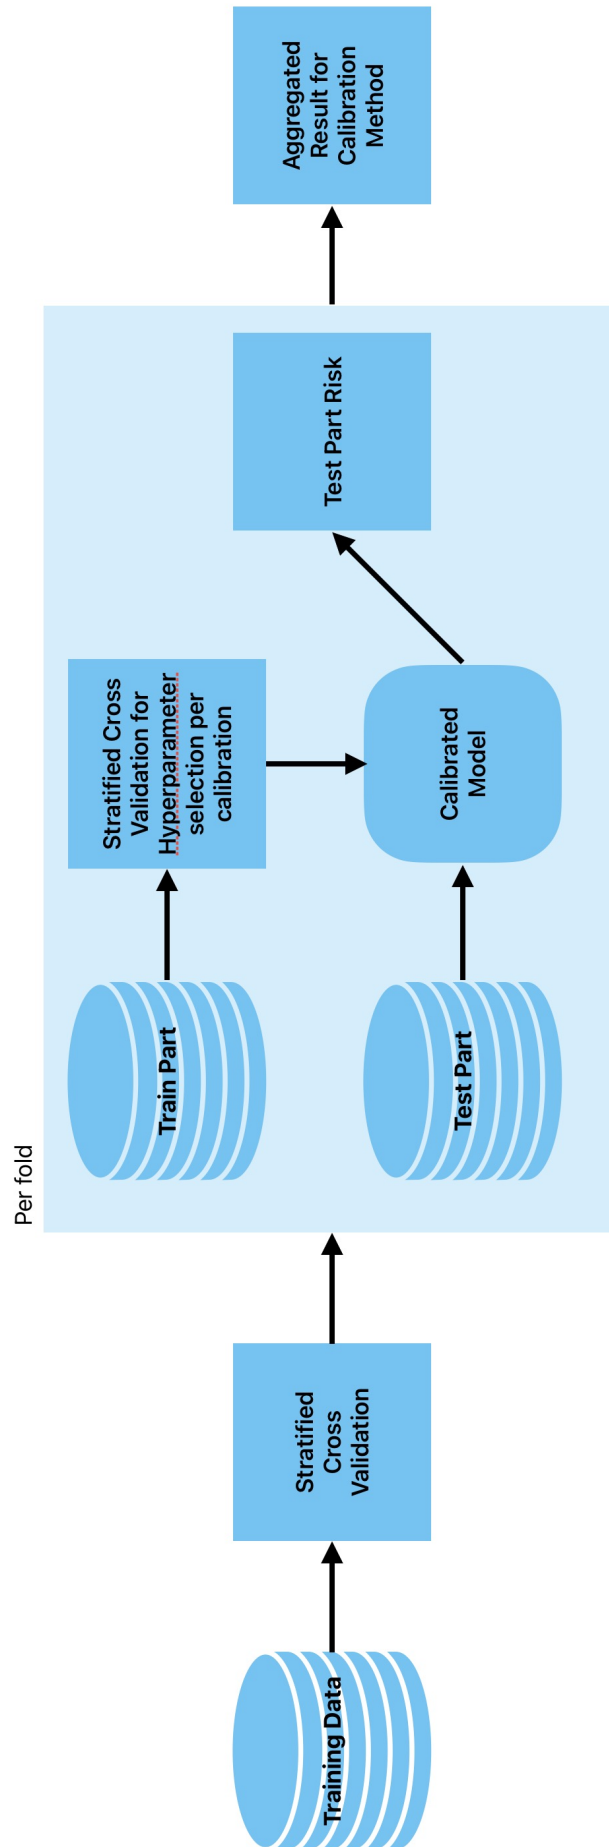 Training Data
Stratified
Cross
Validation
Per fold
Train Part
Test Part
Stratified Cross
Validation for
Hyperparameter
selection per
calibration
Calibrated
Model
Test Part Risk
Aggregated
Result for
Calibration
Method